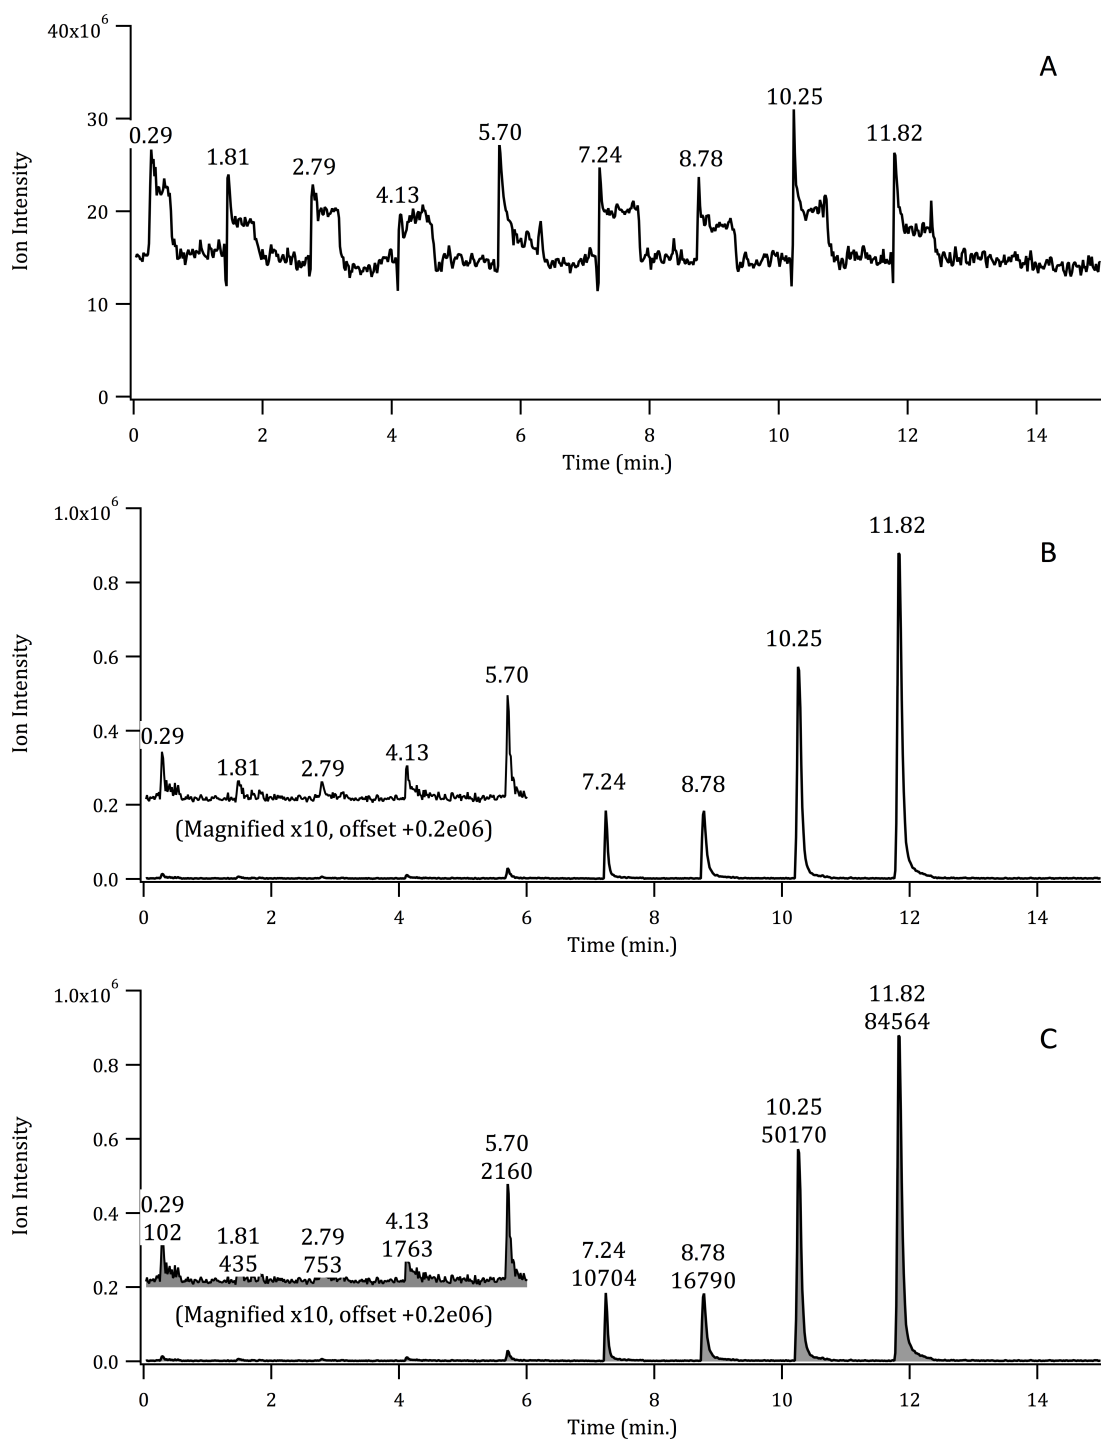 40x10⁶
A
10.25
30
0.29
5.70
11.82
1.81
7.24
8.78
2.79
4.13
20
Ion Intensity
10
0
0 2 4 6 8 10 12 14
Time (min.)
1.0x10⁶
11.82
B
0.8
10.25
0.6
5.70
Ion Intensity
0.4
0.29
4.13
1.81
2.79
7.24
8.78
0.2
(Magnified x10, offset +0.2e06)
0.0
0 2 4 6 8 10 12 14
Time (min.)
1.0x10⁶
11.82
84564
C
0.8
10.25
50170
0.6
5.70
2160
Ion Intensity
0.4
0.29
102
4.13
1763
1.81
435
2.79
753
7.24
10704
8.78
16790
0.2
(Magnified x10, offset +0.2e06)
0.0
0 2 4 6 8 10 12 14
Time (min.)